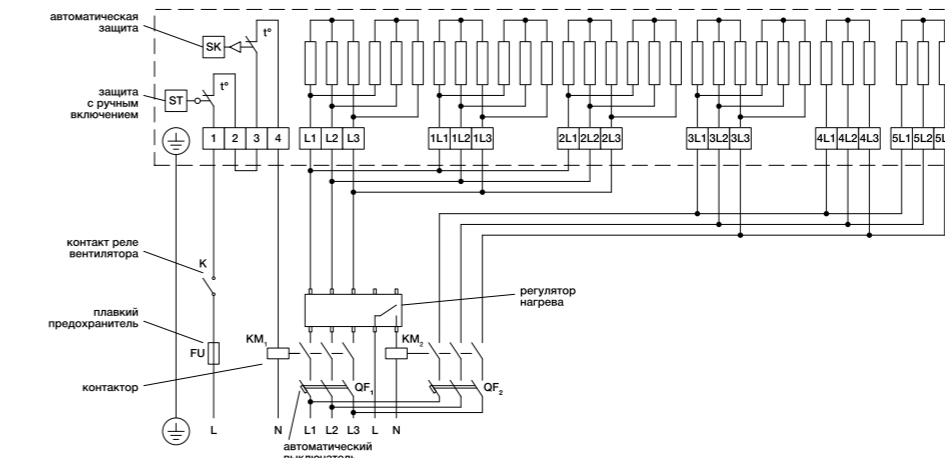 автоматическая
защита
SK
t°
защита
с ручным
включением
ST
t°
1 2 3 4 L1 L2 L3 1L1 1L2 1L3 2L1 2L2 2L3 3L1 3L2 3L3 4L1 4L2 4L3 5L1 5L2
контакт реле
вентилятора
K
регулятор
нагрева
плавкий
предохранитель
FU
KM1
KM2
контактор
QF1
QF2
L N L1 L2 L3 L N
автоматический
выключатель